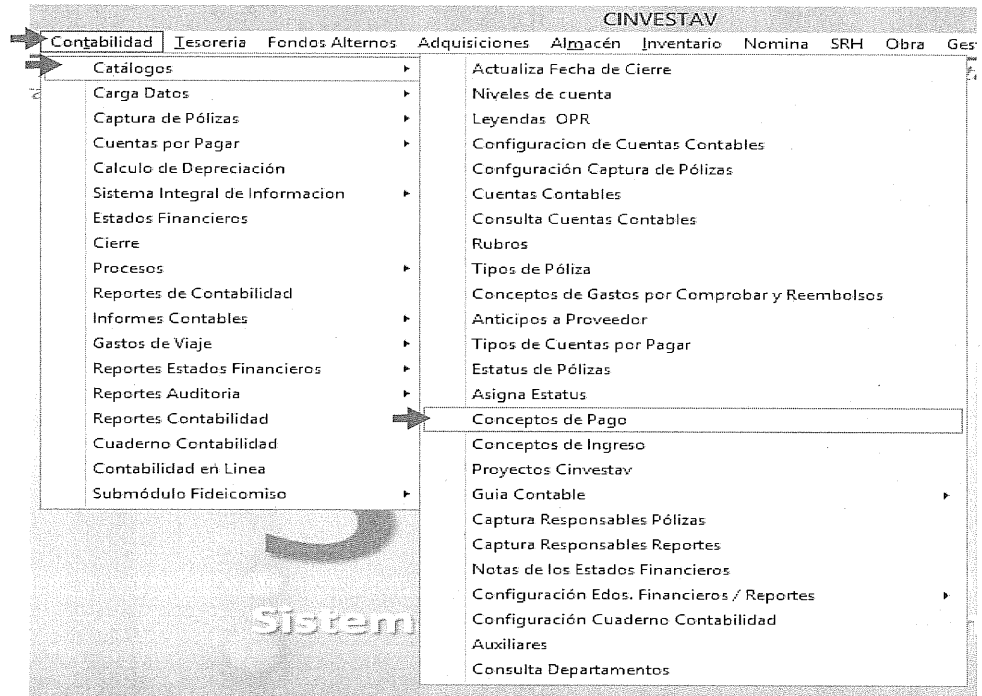 CINVESTAV
Contabilidad Tesoreria Fondos Alternos Adquisiciones Almacén Inventario Nomina SRH Obra
Catálogos
Carga Datos
Captura de Pólizas
Cuentas por Pagar
Calculo de Depreciación
Sistema Integral de Informacion
Estados Financieros
Cierre
Procesos
Reportes de Contabilidad
Informes Contables
Gastos de Viaje
Reportes Estados Financieros
Reportes Auditoria
Reportes Contabilidad
Cuaderno Contabilidad
Contabilidad en Linea
Submódulo Fideicomiso
Actualiza Fecha de Cierre
Niveles de cuenta
Leyendas OPR
Configuracion de Cuentas Contables
Confguración Captura de Pólizas
Cuentas Contables
Consulta Cuentas Contables
Rubros
Tipos de Póliza
Conceptos de Gastos por Comprobar y Reembolsos
Anticipos a Proveedor
Tipos de Cuentas por Pagar
Estatus de Pólizas
Asigna Estatus
Conceptos de Pago
Conceptos de Ingreso
Proyectos Cinvestav
Guia Contable
Captura Responsables Pólizas
Captura Responsables Reportes
Notas de los Estados Financieros
Configuración Edos. Financieros / Reportes
Configuración Cuaderno Contabilidad
Auxiliares
Consulta Departamentos
Sistem